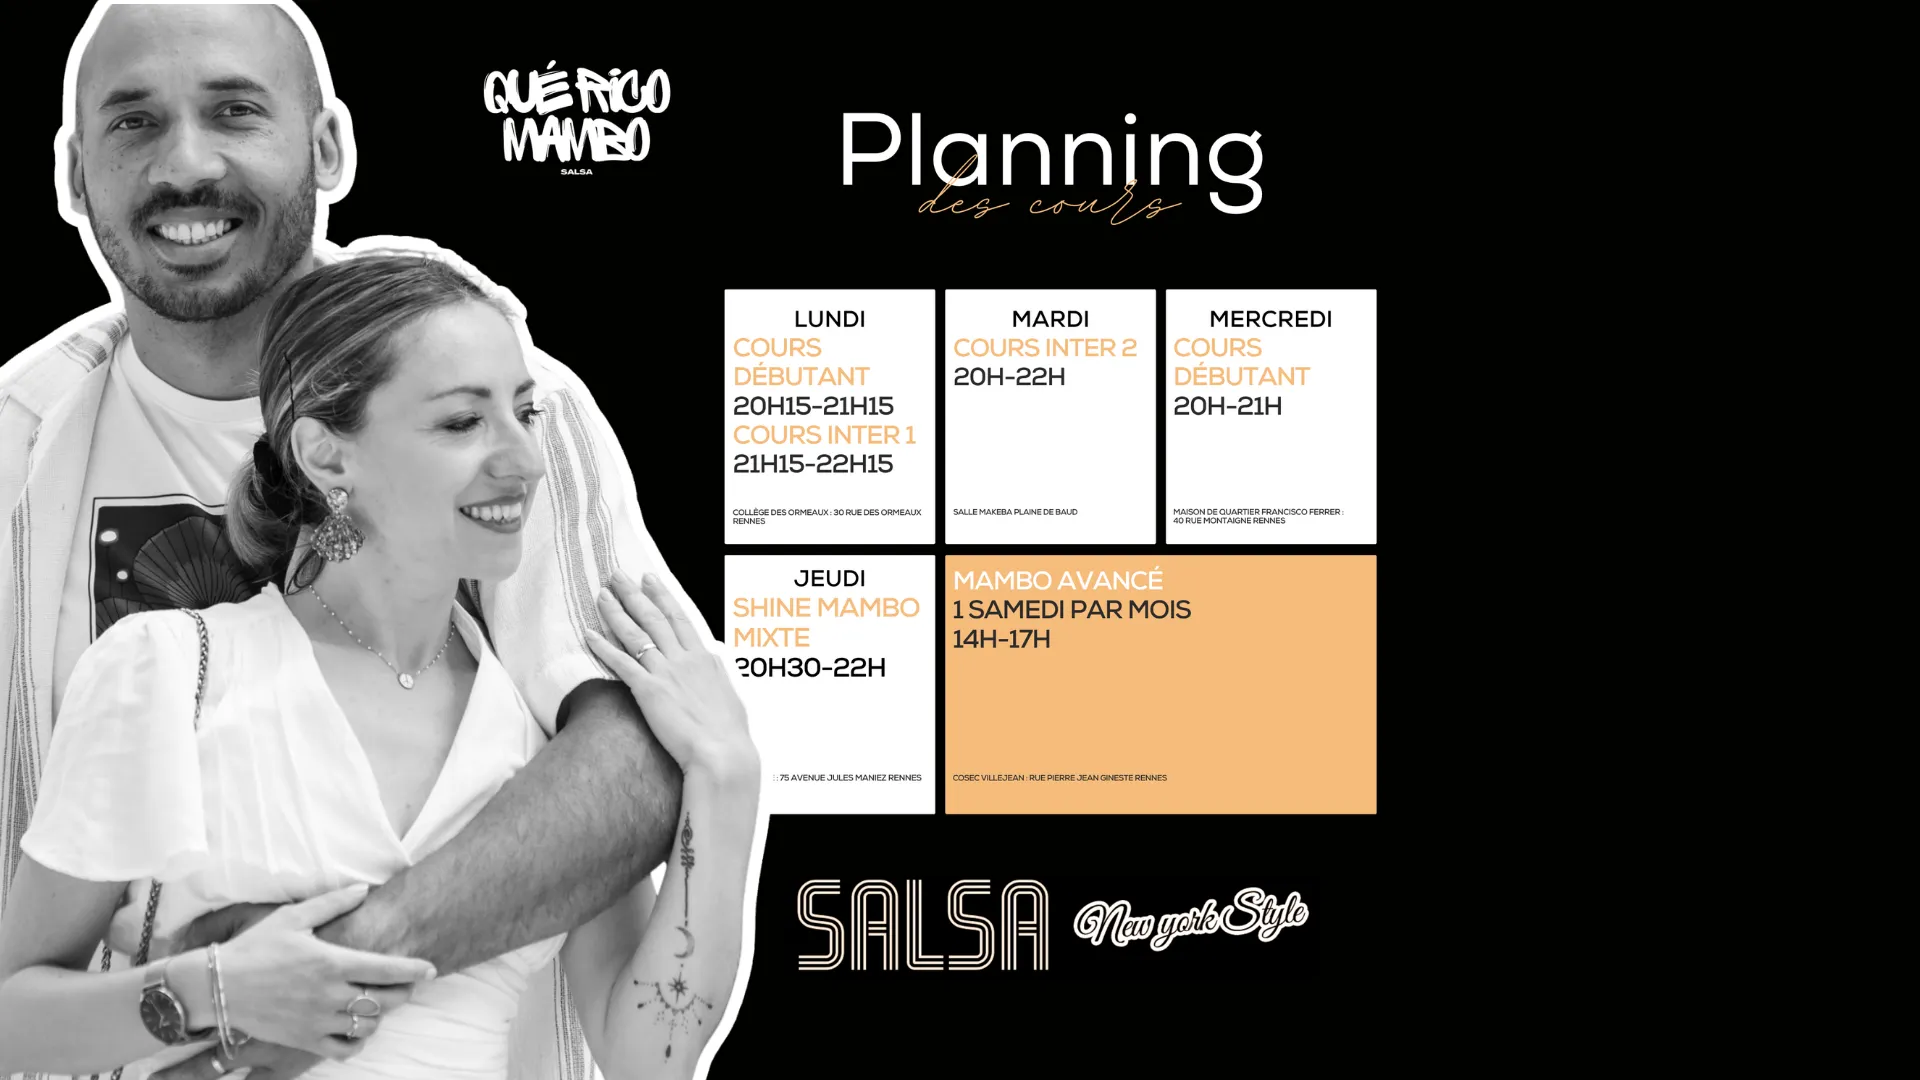 QUÉ RICO
MAMBO
SALSA
Planning
des cours
LUNDI
COURS
DÉBUTANT
20H15-21H15
COURS INTER 1
21H15-22H15
COLLÈGE DES ORMEAUX : 30 RUE DES ORMEAUX
RENNES
MARDI
COURS INTER 2
20H-22H
SALLE MAKEBA PLAINE DE BAUD
MERCREDI
COURS
DÉBUTANT
20H-21H
MAISON DE QUARTIER FRANCISCO FERRER :
40 RUE MONTAIGNE RENNES
JEUDI
SHINE MAMBO
MIXTE
20H30-22H
: 75 AVENUE JULES MANIEZ RENNES
MAMBO AVANCÉ
1 SAMEDI PAR MOIS
14H-17H
COSEC VILLEJEAN : RUE PIERRE JEAN GINESTE RENNES
SALSA
New york Style